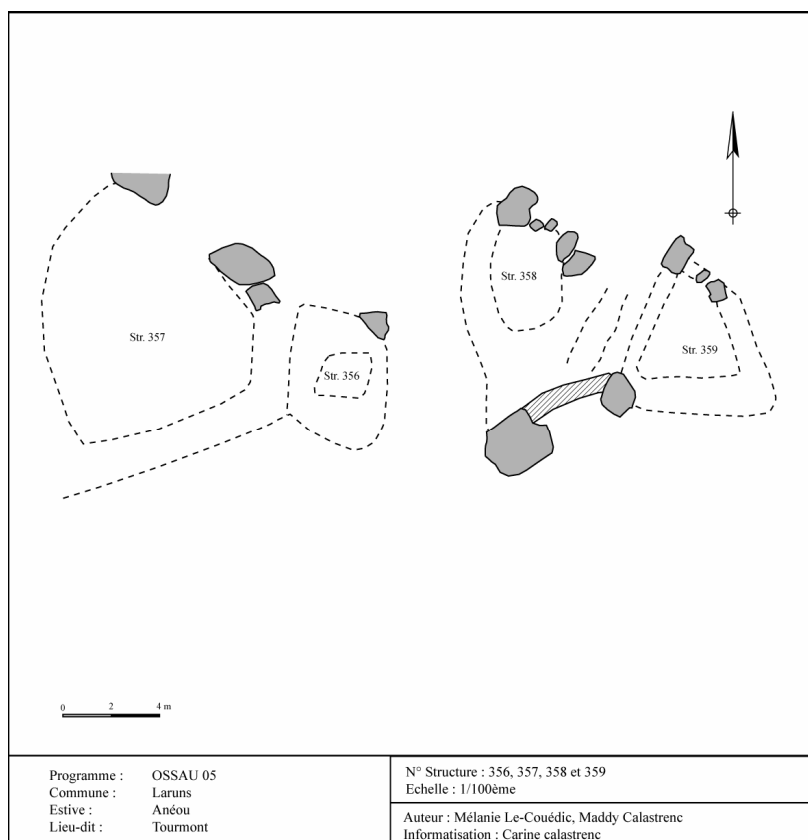 Str. 358
Str. 357
Str. 359
Str. 356
0 2 4 m
Programme : OSSAU 05
Commune : Laruns
Estive : Anéou
Lieu-dit : Tourmont
N° Structure : 356, 357, 358 et 359
Echelle : 1/100ème
Auteur : Mélanie Le-Couédic, Maddy Calastrenc
Informatisation : Carine calastrenc